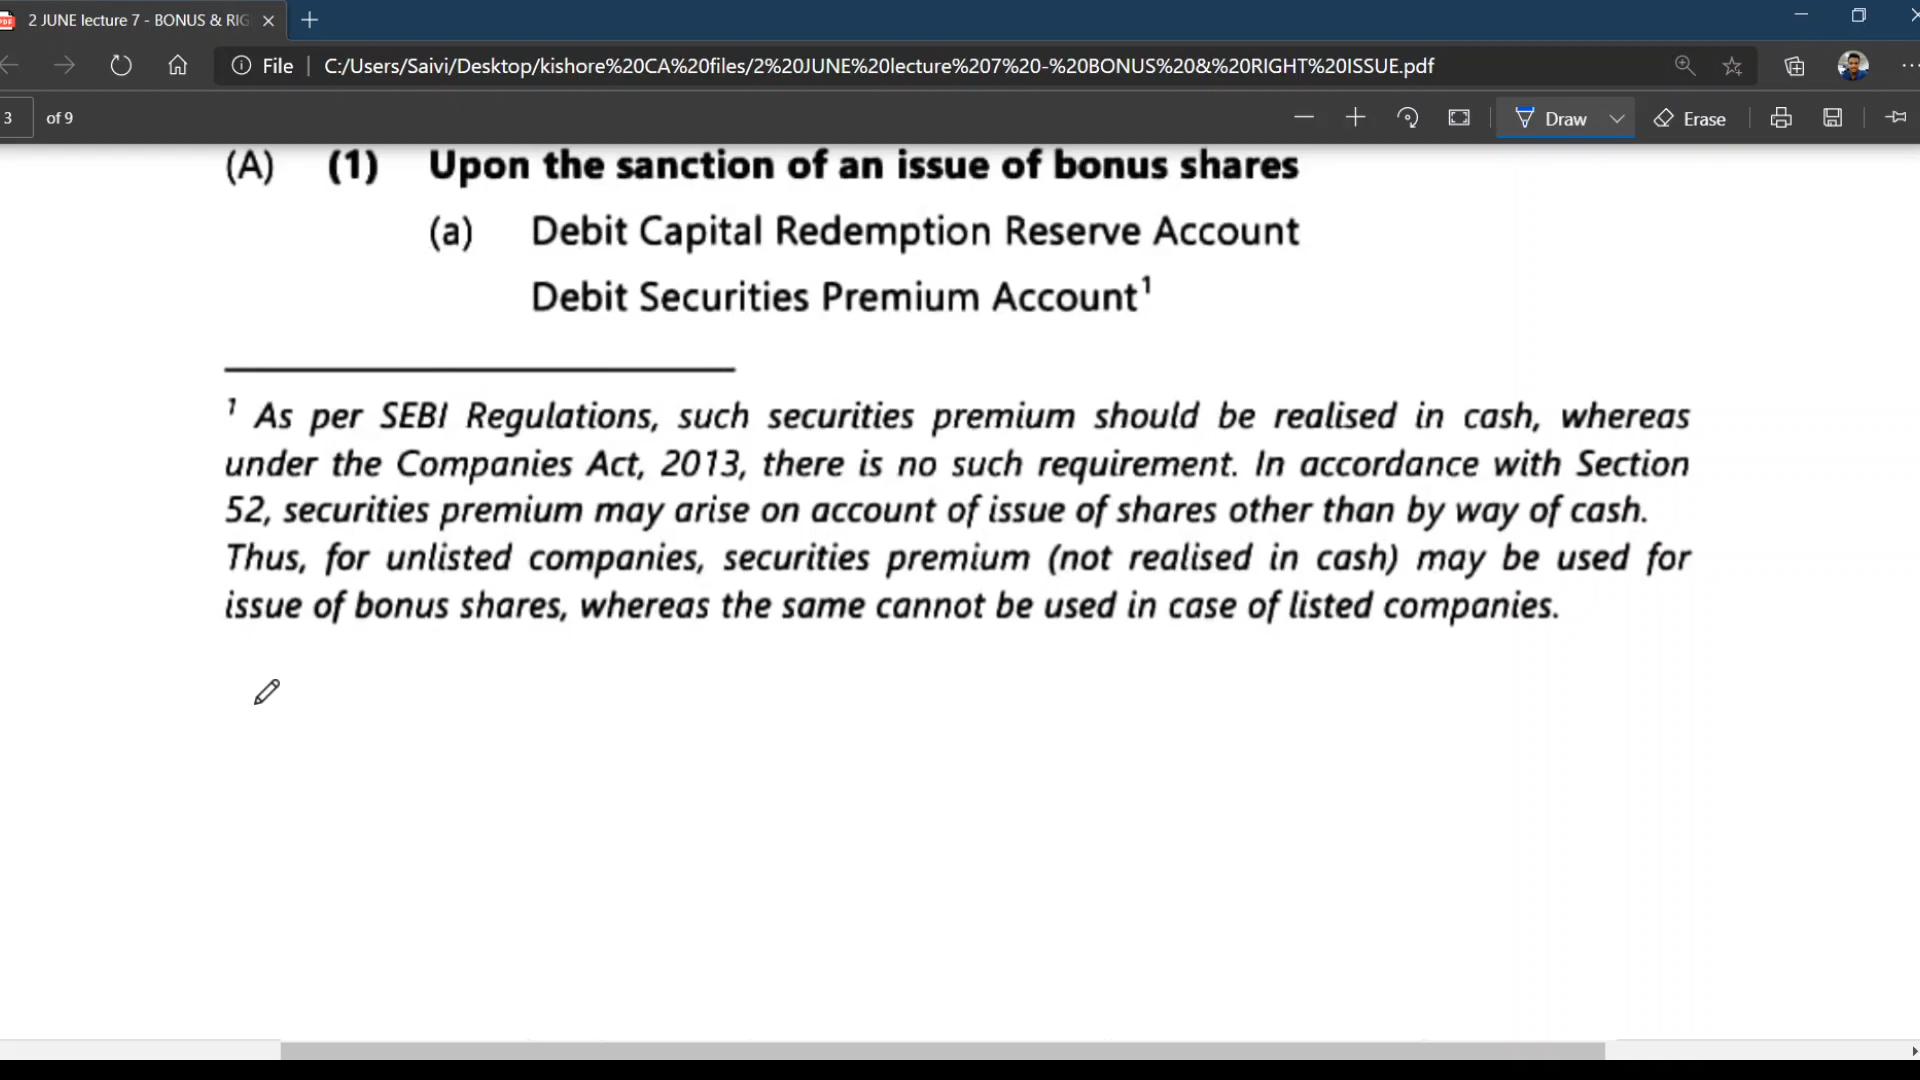 2 JUNE lecture 7 - BONUS & RIG
File | C:/Users/Saivi/Desktop/kishore%20CA%20files/2%20JUNE%20lecture%207%20-%20BONUS%20&%20RIGHT%20ISSUE.pdf
3 of 9 Draw Erase
(A) (1) Upon the sanction of an issue of bonus shares
(a) Debit Capital Redemption Reserve Account
Debit Securities Premium Account¹
¹ As per SEBI Regulations, such securities premium should be realised in cash, whereas
under the Companies Act, 2013, there is no such requirement. In accordance with Section
52, securities premium may arise on account of issue of shares other than by way of cash.
Thus, for unlisted companies, securities premium (not realised in cash) may be used for
issue of bonus shares, whereas the same cannot be used in case of listed companies.